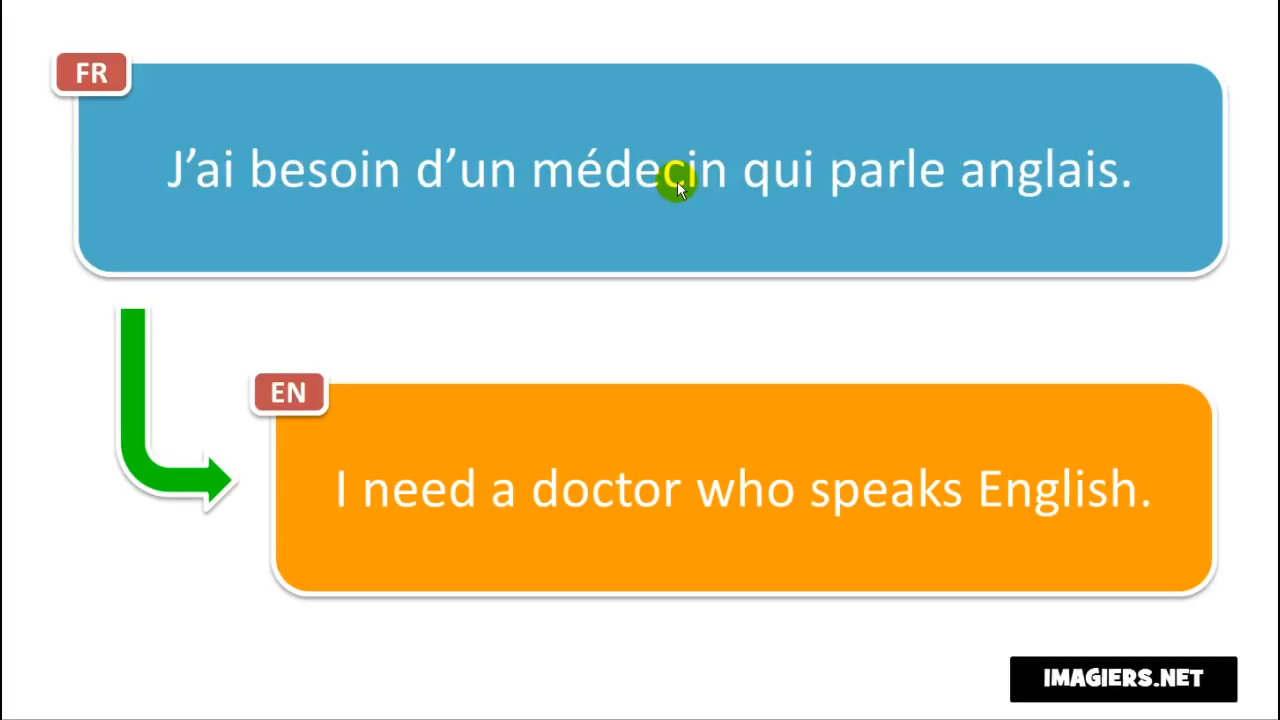 FR
J’ai besoin d’un médecin qui parle anglais.
EN
I need a doctor who speaks English.
IMAGIERS.NET